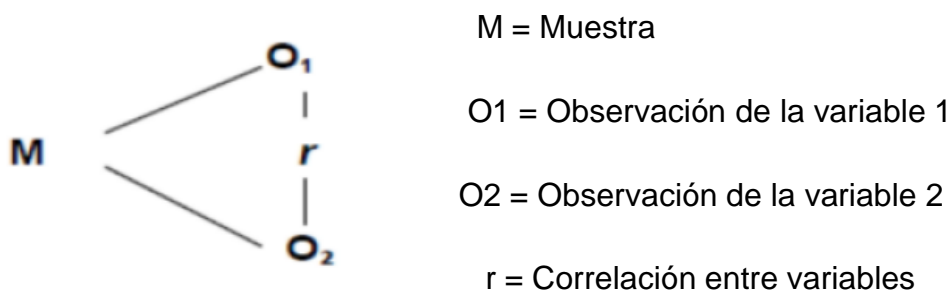 M = Muestra
O₁
O1 = Observación de la variable 1
M
r
O2 = Observación de la variable 2
O₂
r = Correlación entre variables